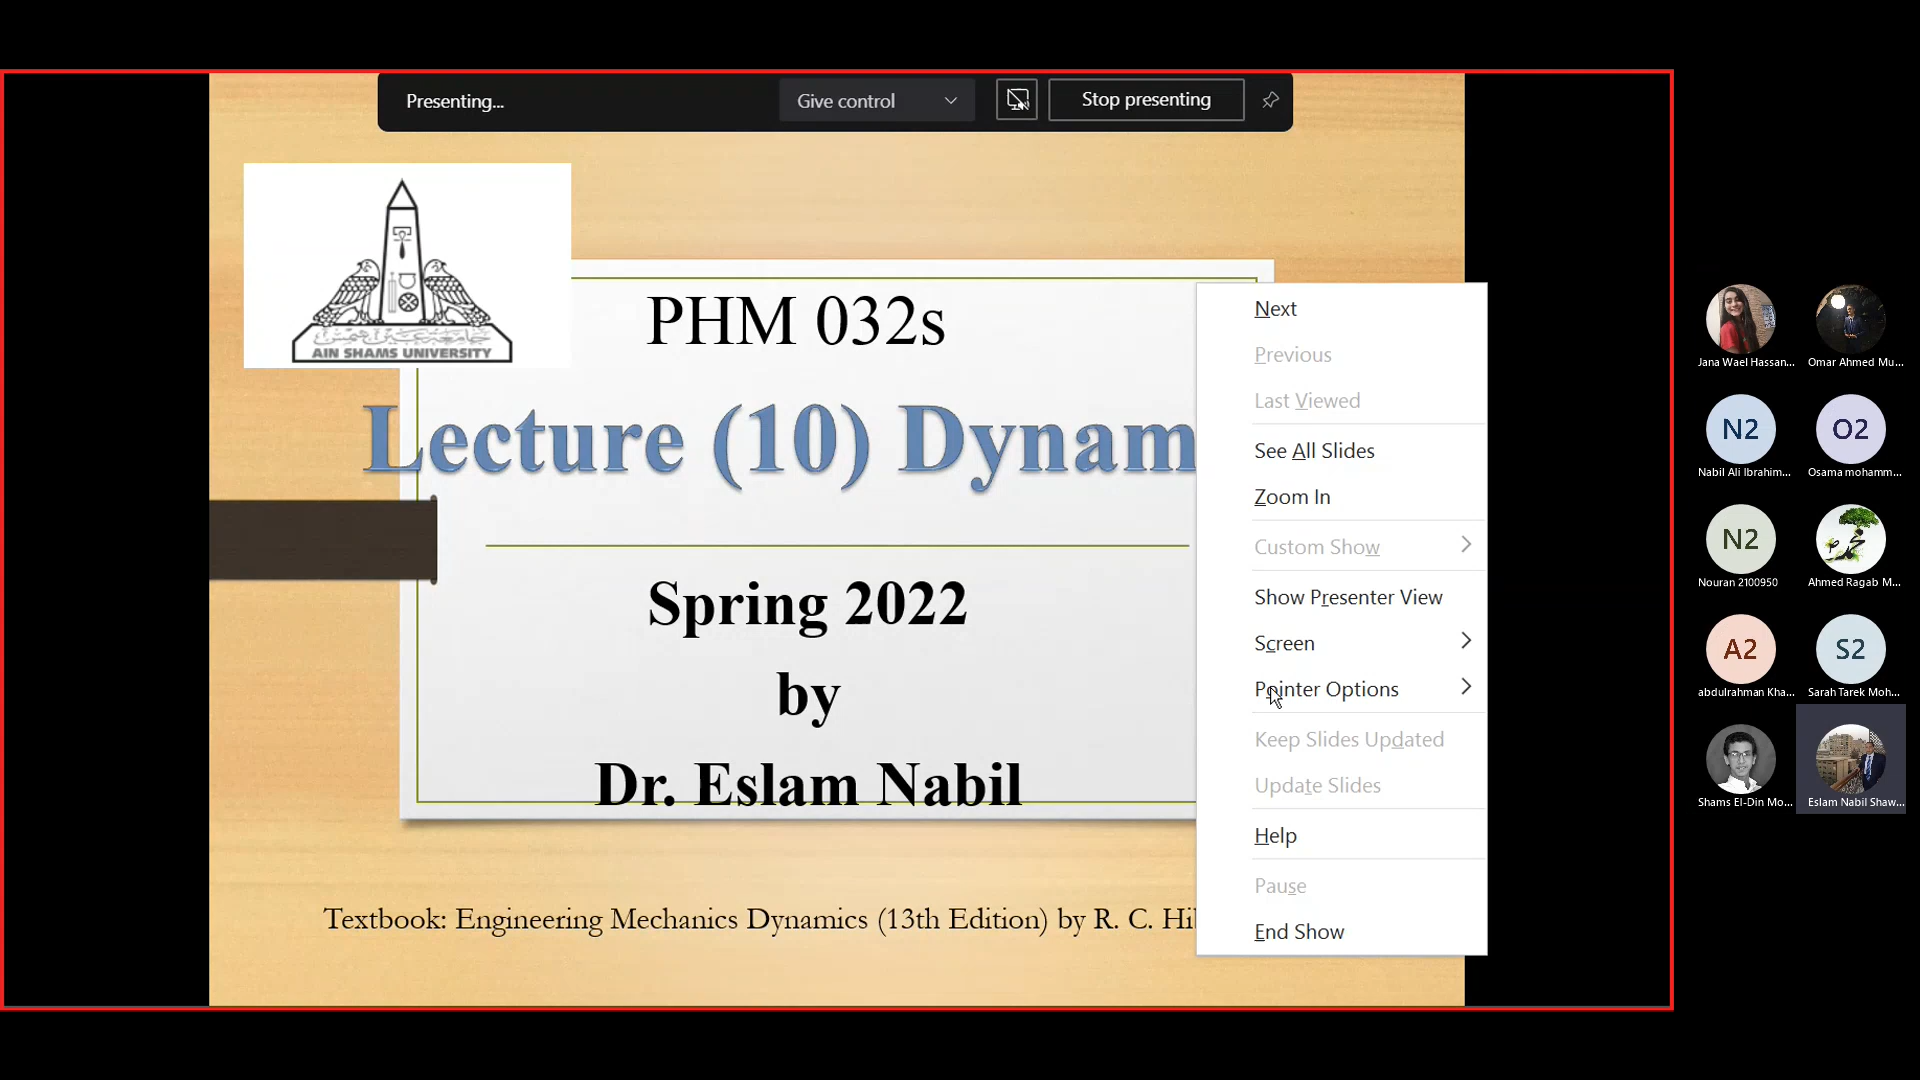 Presenting...
Give control
Stop presenting
AIN SHAMS UNIVERSITY
PHM 032s
Lecture (10) Dynam
Spring 2022
by
Dr. Eslam Nabil
Textbook: Engineering Mechanics Dynamics (13th Edition) by R. C. Hi
Next
Previous
Last Viewed
See All Slides
Zoom In
Custom Show
Show Presenter View
Screen
Pointer Options
Keep Slides Updated
Update Slides
Help
Pause
End Show
Jana Wael Hassan... Omar Ahmed Mu...
N2 O2
Nabil Ali Ibrahim... Osama mohamm...
N2
Nouran 2100950 Ahmed Ragab M...
A2 S2
abdulrahman Kha... Sarah Tarek Moh...
Shams El-Din Mo... Eslam Nabil Shaw...